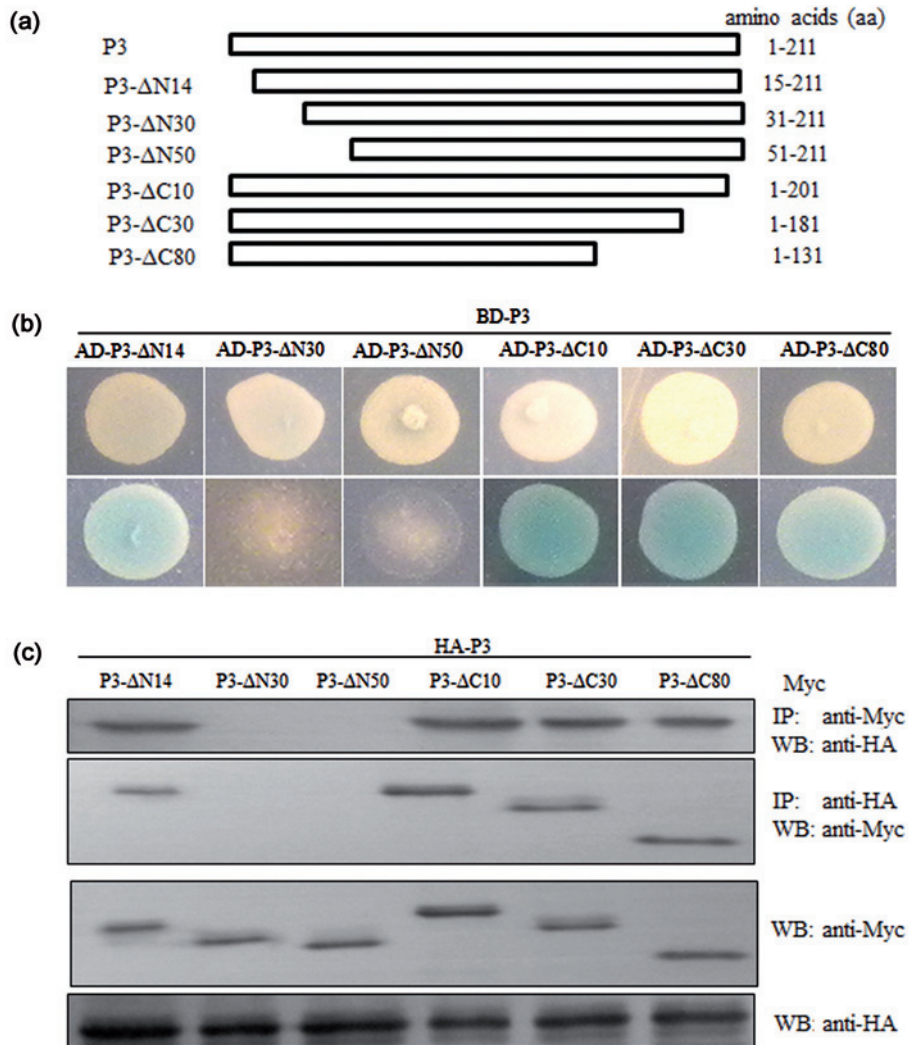 (a)
amino acids (aa)
P3 1-211
P3-ΔN14 15-211
P3-ΔN30 31-211
P3-ΔN50 51-211
P3-ΔC10 1-201
P3-ΔC30 1-181
P3-ΔC80 1-131
(b)
BD-P3
AD-P3-ΔN14 AD-P3-ΔN30 AD-P3-ΔN50 AD-P3-ΔC10 AD-P3-ΔC30 AD-P3-ΔC80
(c)
HA-P3
P3-ΔN14 P3-ΔN30 P3-ΔN50 P3-ΔC10 P3-ΔC30 P3-ΔC80 Myc
IP: anti-Myc
WB: anti-HA
IP: anti-HA
WB: anti-Myc
WB: anti-Myc
WB: anti-HA